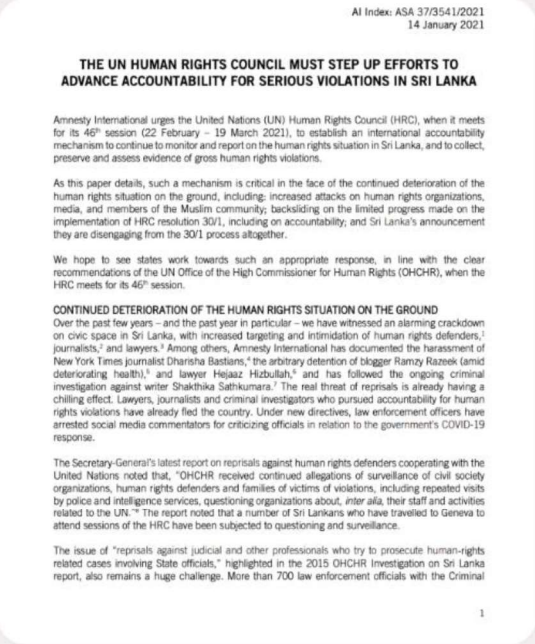 AI Index: ASA 37/3541/2021
14 January 2021
THE UN HUMAN RIGHTS COUNCIL MUST STEP UP EFFORTS TO
ADVANCE ACCOUNTABILITY FOR SERIOUS VIOLATIONS IN SRI LANKA
Amnesty International urges the United Nations (UN) Human Rights Council (HRC), when it meets
for its 46th session (22 February – 19 March 2021), to establish an international accountability
mechanism to continue to monitor and report on the human rights situation in Sri Lanka, and to collect,
preserve and assess evidence of gross human rights violations.
As this paper details, such a mechanism is critical in the face of the continued deterioration of the
human rights situation on the ground, including: increased attacks on human rights organizations,
media, and members of the Muslim community; backsliding on the limited progress made on the
implementation of HRC resolution 30/1, including on accountability; and Sri Lanka's announcement
they are disengaging from the 30/1 process altogether.
We hope to see states work towards such an appropriate response, in line with the clear
recommendations of the UN Office of the High Commissioner for Human Rights (OHCHR), when the
HRC meets for its 46th session.
CONTINUED DETERIORATION OF THE HUMAN RIGHTS SITUATION ON THE GROUND
Over the past few years – and the past year in particular – we have witnessed an alarming crackdown
on civic space in Sri Lanka, with increased targeting and intimidation of human rights defenders,¹
journalists,² and lawyers.³ Among others, Amnesty International has documented the harassment of
New York Times journalist Dharisha Bastians,⁴ the arbitrary detention of blogger Ramzy Razeek (amid
deteriorating health),⁵ and lawyer Hejaaz Hizbullah,⁶ and has followed the ongoing criminal
investigation against writer Shakthika Sathkumara.⁷ The real threat of reprisals is already having a
chilling effect. Lawyers, journalists and criminal investigators who pursued accountability for human
rights violations have already fled the country. Under new directives, law enforcement officers have
arrested social media commentators for criticizing officials in relation to the government's COVID-19
response.
The Secretary-General's latest report on reprisals against human rights defenders cooperating with the
United Nations noted that, "OHCHR received continued allegations of surveillance of civil society
organizations, human rights defenders and families of victims of violations, including repeated visits
by police and intelligence services, questioning organizations about, inter alia, their staff and activities
related to the UN."⁸ The report noted that a number of Sri Lankans who have travelled to Geneva to
attend sessions of the HRC have been subjected to questioning and surveillance.
The issue of "reprisals against judicial and other professionals who try to prosecute human-rights
related cases involving State officials," highlighted in the 2015 OHCHR Investigation on Sri Lanka
report, also remains a huge challenge. More than 700 law enforcement officials with the Criminal
1